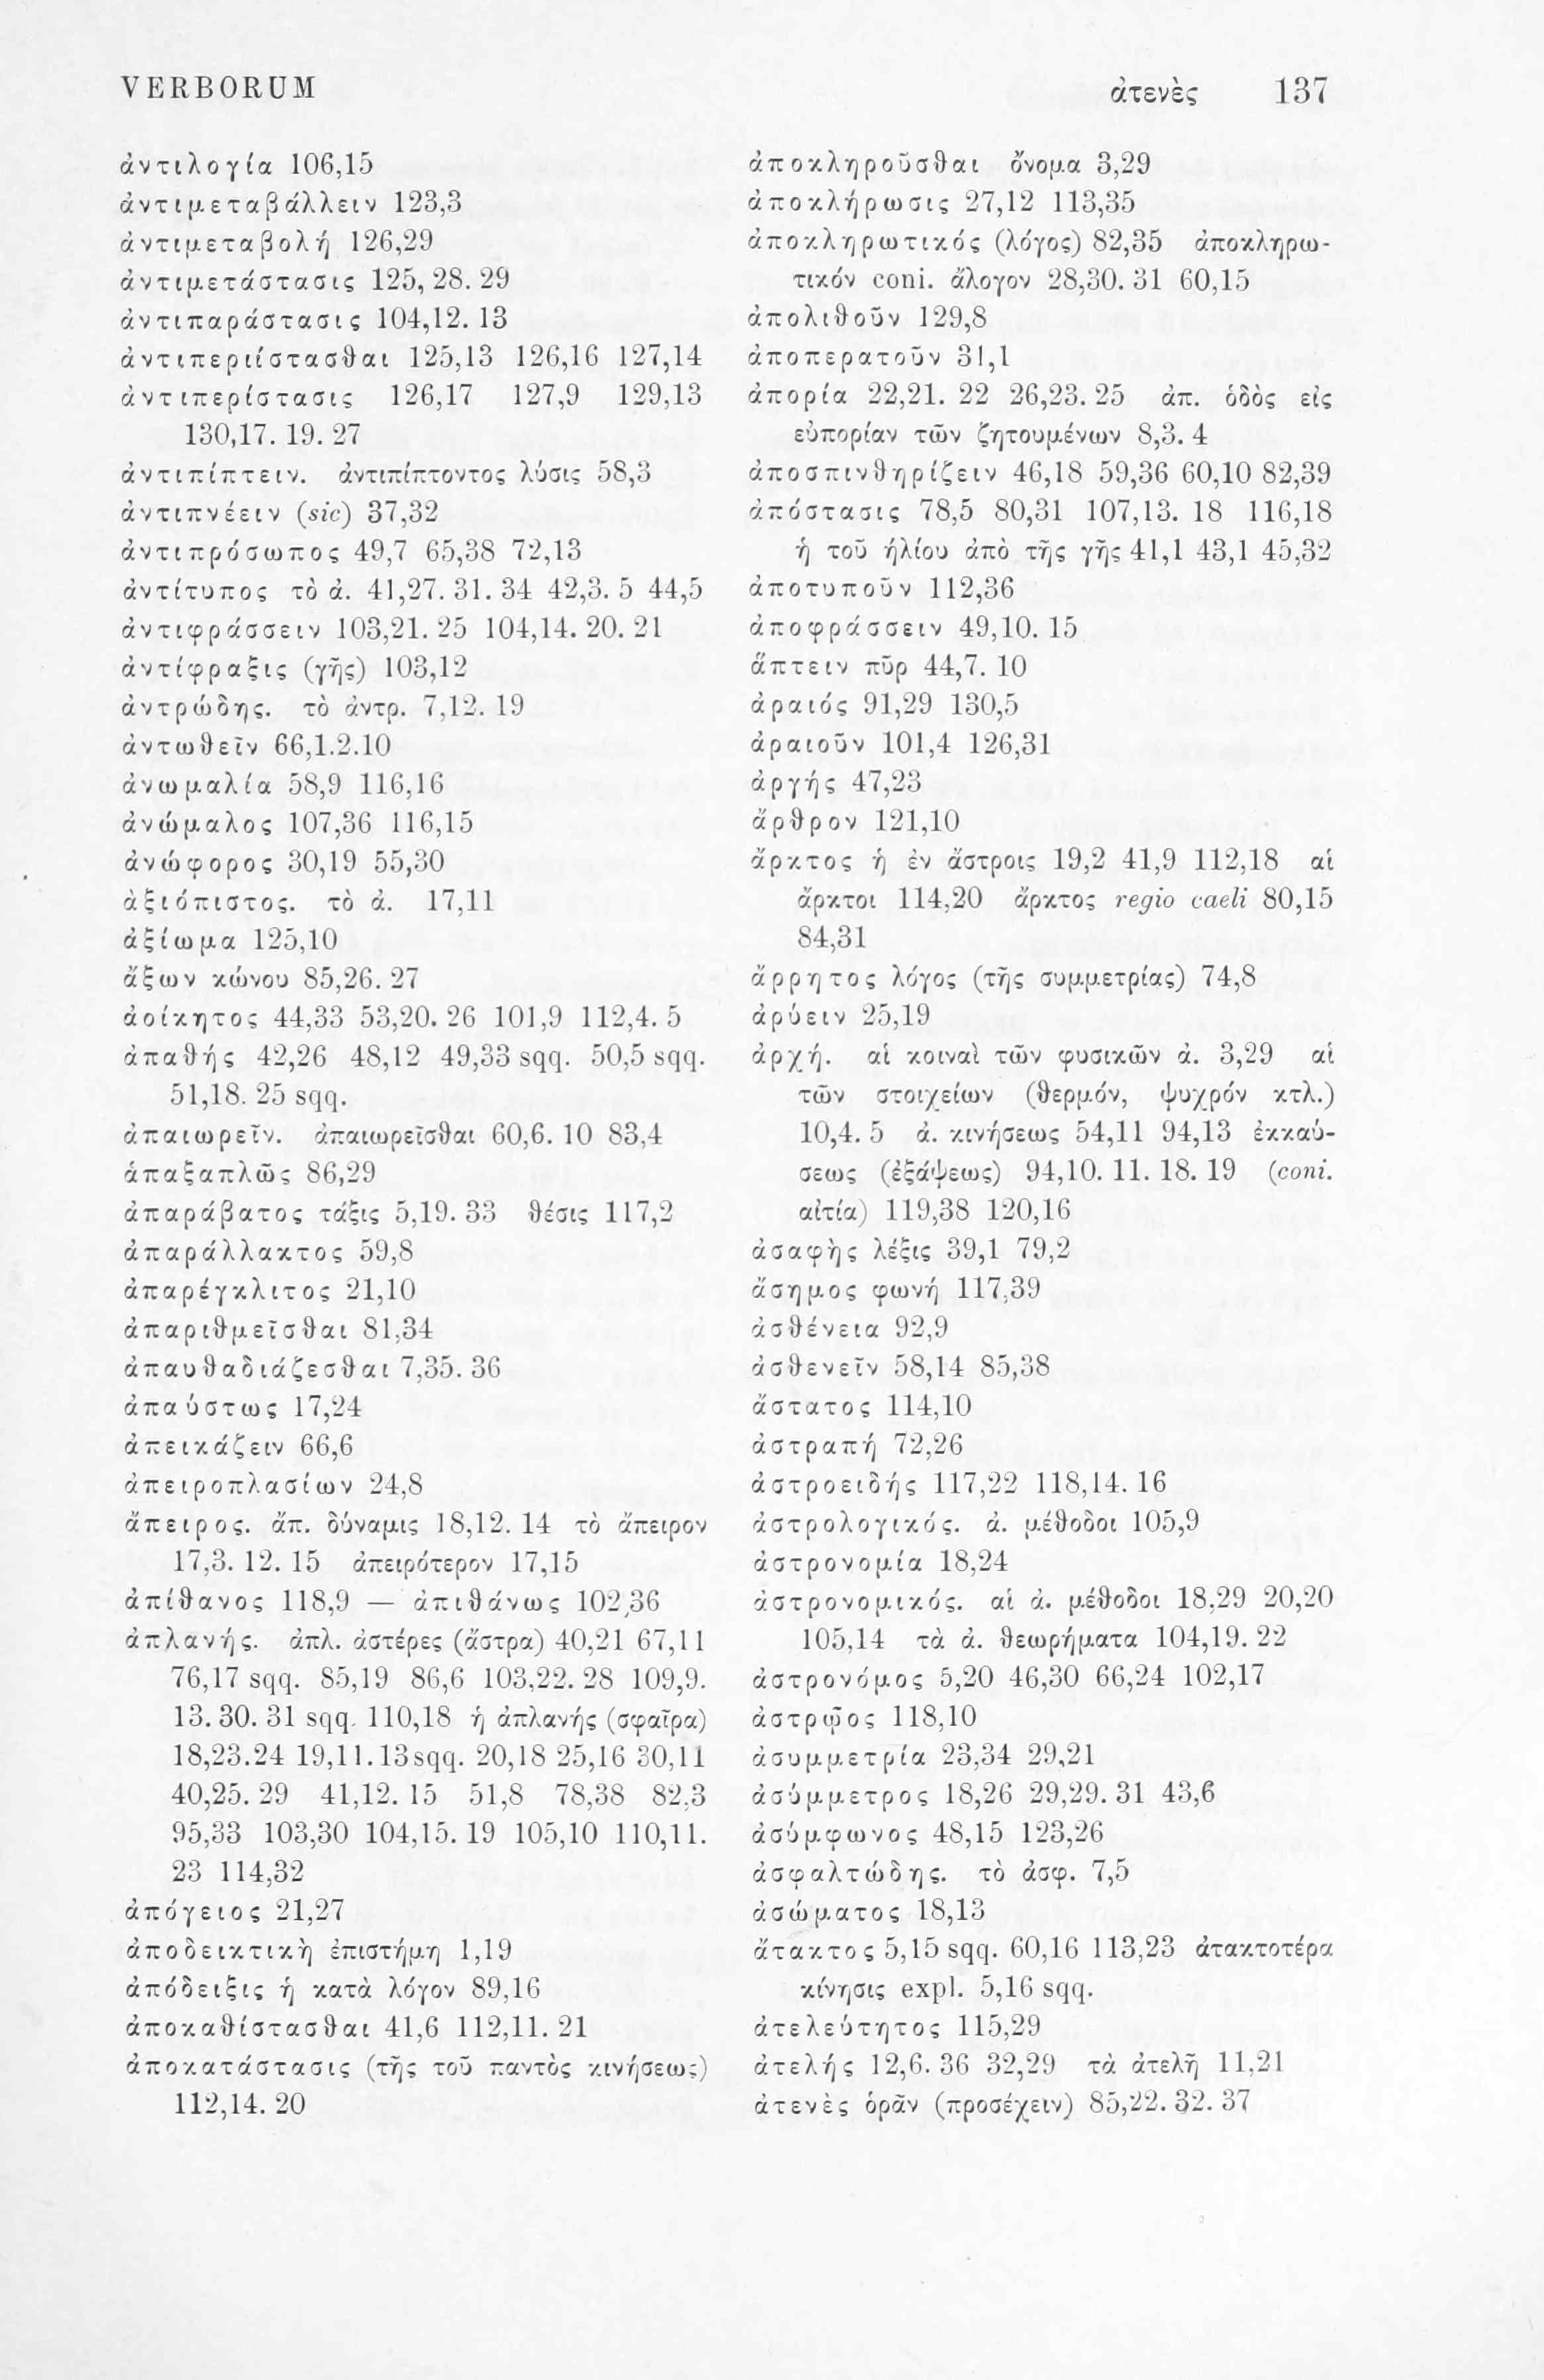 VERBORUM ἀτενὲς 137
ἀντιλογία 106,15
ἀντιμεταβάλλειν 123,3
ἀντιμεταβολή 126,29
ἀντιμετάστασις 125, 28. 29
ἀντιπαράστασις 104,12. 13
ἀντιπεριίστασθαι 125,13 126,16 127,14
ἀντιπερίστασις 126,17 127,9 129,13
130,17. 19. 27
ἀντιπίπτειν. ἀντιπίπτοντος λύσις 58,3
ἀντιπνέειν (sic) 37,32
ἀντιπρόσωπος 49,7 65,38 72,13
ἀντίτυπος τὸ ἀ. 41,27. 31. 34 42,3. 5 44,5
ἀντιφράσσειν 103,21. 25 104,14. 20. 21
ἀντίφραξις (γῆς) 103,12
ἀντρώδης. τὸ ἀντρ. 7,12. 19
ἀντωθεῖν 66,1.2.10
ἀνωμαλία 58,9 116,16
ἀνώμαλος 107,36 116,15
ἀνώφορος 30,19 55,30
ἀξιόπιστος. τὸ ἀ. 17,11
ἀξίωμα 125,10
ἄξων κώνου 85,26. 27
ἀοίκητος 44,33 53,20. 26 101,9 112,4. 5
ἀπαθής 42,26 48,12 49,33 sqq. 50,5 sqq.
51,18. 25 sqq.
ἀπαιωρεῖν. ἀπαιωρεῖσθαι 60,6. 10 83,4
ἁπαξαπλῶς 86,29
ἀπαράβατος τάξις 5,19. 33 θέσις 117,2
ἀπαράλλακτος 59,8
ἀπαρέγκλιτος 21,10
ἀπαριθμεῖσθαι 81,34
ἀπαυθαδιάζεσθαι 7,35. 36
ἀπαύστως 17,24
ἀπεικάζειν 66,6
ἀπειροπλασίων 24,8
ἄπειρος. ἄπ. δύναμις 18,12. 14 τὸ ἄπειρον
17,3. 12. 15 ἀπειρότερον 17,15
ἀπίθανος 118,9 — ἀπιθάνως 102,36
ἀπλανής. ἀπλ. ἀστέρες (ἄστρα) 40,21 67,11
76,17 sqq. 85,19 86,6 103,22. 28 109,9.
13. 30. 31 sqq. 110,18 ἡ ἀπλανής (σφαῖρα)
18,23.24 19,11.13sqq. 20,18 25,16 30,11
40,25. 29 41,12. 15 51,8 78,38 82,3
95,33 103,30 104,15. 19 105,10 110,11.
23 114,32
ἀπόγειος 21,27
ἀποδεικτικὴ ἐπιστήμη 1,19
ἀπόδειξις ἡ κατὰ λόγον 89,16
ἀποκαθίστασθαι 41,6 112,11. 21
ἀποκατάστασις (τῆς τοῦ παντὸς κινήσεως)
112,14. 20
ἀποκληροῦσθαι ὄνομα 3,29
ἀποκλήρωσις 27,12 113,35
ἀποκληρωτικός (λόγος) 82,35 ἀποκληρω-
τικόν coni. ἄλογον 28,30. 31 60,15
ἀπολιθοῦν 129,8
ἀποπερατοῦν 31,1
ἀπορία 22,21. 22 26,23. 25 ἀπ. ὁδὸς εἰς
εὐπορίαν τῶν ζητουμένων 8,3. 4
ἀποσπινθηρίζειν 46,18 59,36 60,10 82,39
ἀπόστασις 78,5 80,31 107,13. 18 116,18
ἡ τοῦ ἡλίου ἀπὸ τῆς γῆς 41,1 43,1 45,32
ἀποτυποῦν 112,36
ἀποφράσσειν 49,10. 15
ἅπτειν πῦρ 44,7. 10
ἀραιός 91,29 130,5
ἀραιοῦν 101,4 126,31
ἀργής 47,23
ἄρθρον 121,10
ἄρκτος ἡ ἐν ἄστροις 19,2 41,9 112,18 αἱ
ἄρκτοι 114,20 ἄρκτος regio caeli 80,15
84,31
ἄρρητος λόγος (τῆς συμμετρίας) 74,8
ἀρύειν 25,19
ἀρχή. αἱ κοιναὶ τῶν φυσικῶν ἀ. 3,29 αἱ
τῶν στοιχείων (θερμόν, ψυχρόν κτλ.)
10,4. 5 ἀ. κινήσεως 54,11 94,13 ἐκκαύ-
σεως (ἐξάψεως) 94,10. 11. 18. 19 (coni.
αἰτία) 119,38 120,16
ἀσαφὴς λέξις 39,1 79,2
ἄσημος φωνή 117,39
ἀσθένεια 92,9
ἀσθενεῖν 58,14 85,38
ἄστατος 114,10
ἀστραπή 72,26
ἀστροειδής 117,22 118,14. 16
ἀστρολογικός. ἀ. μέθοδοι 105,9
ἀστρονομία 18,24
ἀστρονομικός. αἱ ἀ. μέθοδοι 18,29 20,20
105,14 τὰ ἀ. θεωρήματα 104,19. 22
ἀστρονόμος 5,20 46,30 66,24 102,17
ἀστρῷος 118,10
ἀσυμμετρία 23,34 29,21
ἀσύμμετρος 18,26 29,29. 31 43,6
ἀσύμφωνος 48,15 123,26
ἀσφαλτώδης. τὸ ἀσφ. 7,5
ἀσώματος 18,13
ἄτακτος 5,15 sqq. 60,16 113,23 ἀτακτοτέρα
κίνησις expl. 5,16 sqq.
ἀτελεύτητος 115,29
ἀτελής 12,6. 36 32,29 τὰ ἀτελῆ 11,21
ἀτενὲς ὁρᾶν (προσέχειν) 85,22. 32. 37